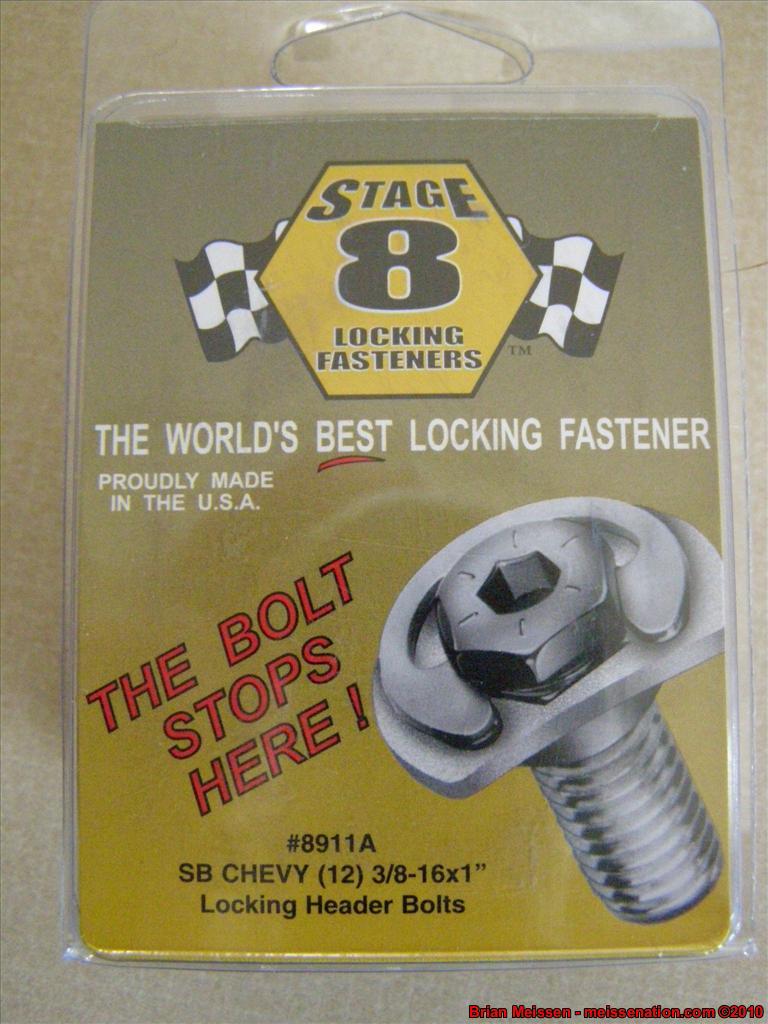 STAGE
8
LOCKING
FASTENERS
TM
THE WORLD'S BEST LOCKING FASTENER
PROUDLY MADE
IN THE U.S.A.
THE BOLT
STOPS
HERE!
#8911A
SB CHEVY (12) 3/8-16x1”
Locking Header Bolts
Brian Meissen - meissenation.com ©2010